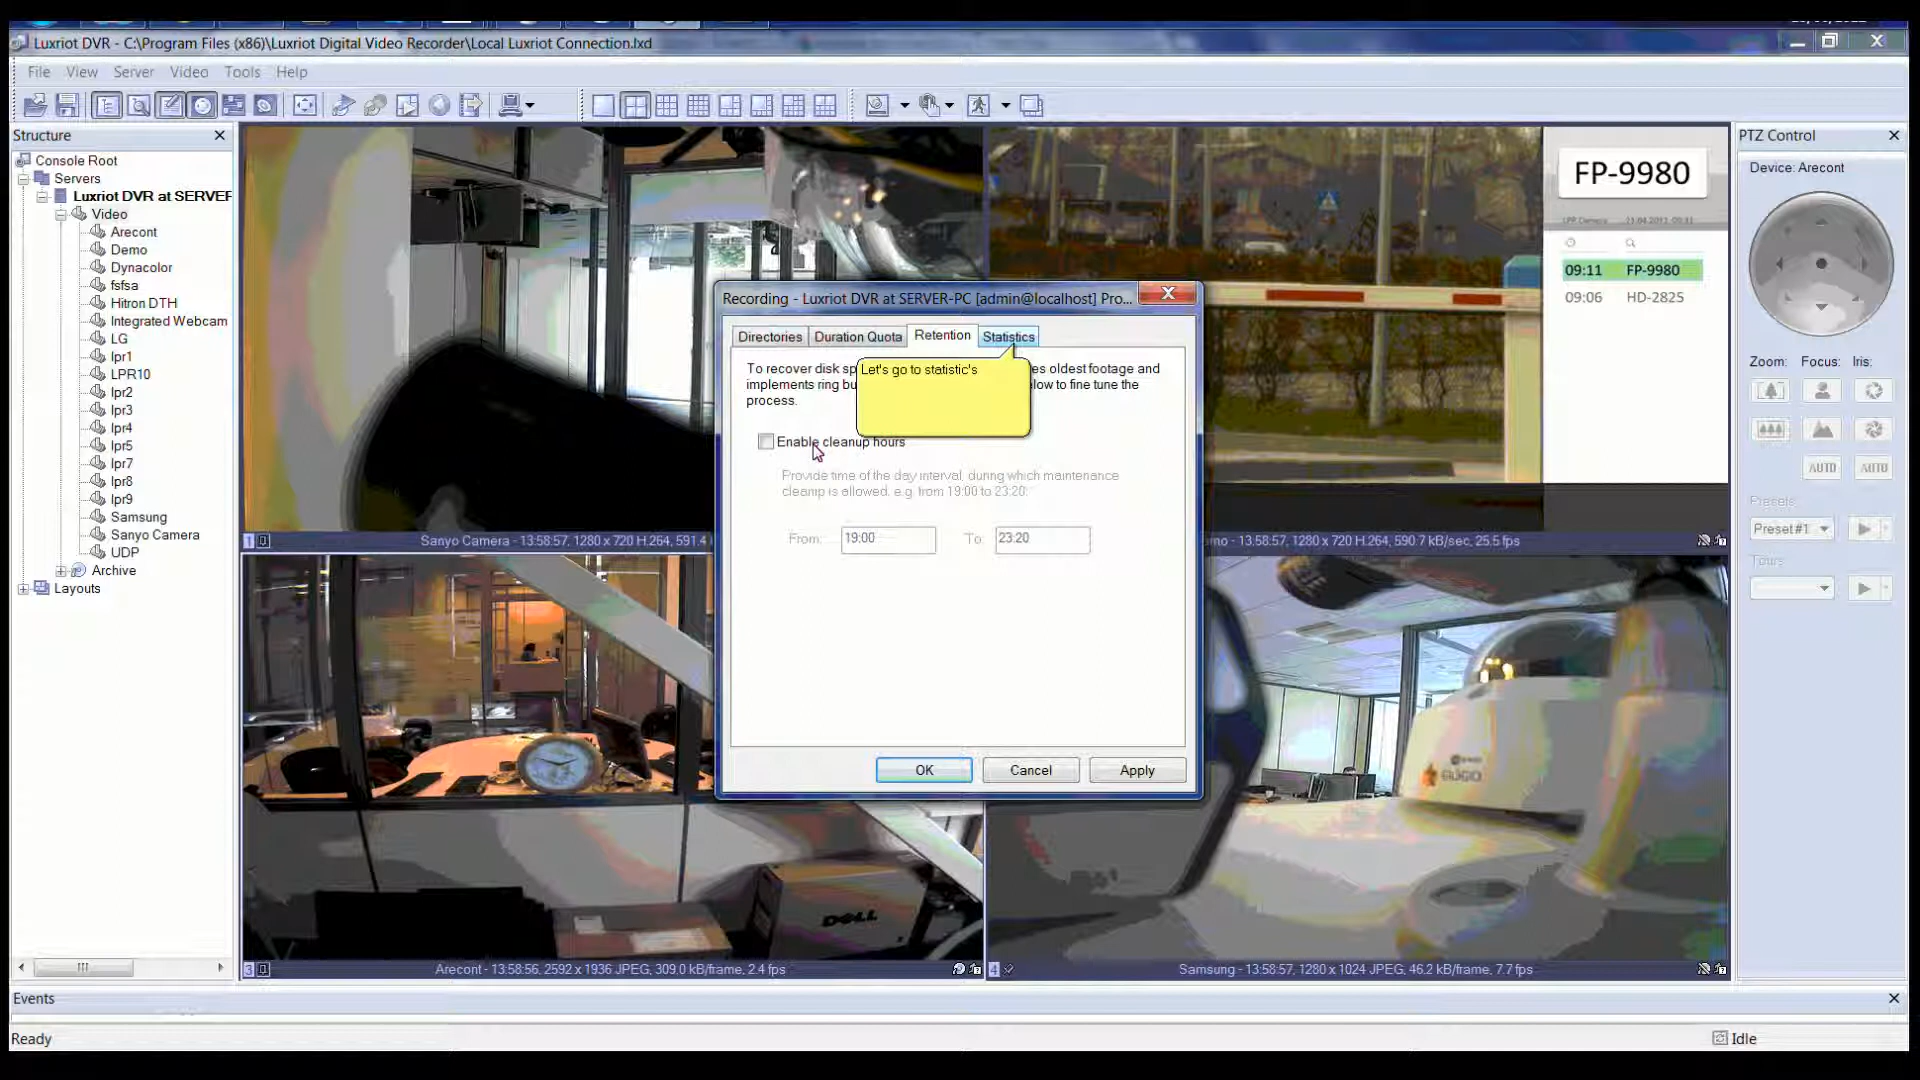 Luxriot DVR - C:\Program Files (x86)\Luxriot Digital Video Recorder\Local Luxriot Connection.lxd
File View Server Video Tools Help
Structure
Console Root
Servers
Luxriot DVR at SERVER
Video
Arecont
Demo
Dynacolor
fsfsa
Hitron DTH
Integrated Webcam
LG
lpr1
LPR10
lpr2
lpr3
lpr4
lpr5
lpr7
lpr8
lpr9
Samsung
Sanyo Camera
UDP
Archive
Layouts
FP-9980
09:11 FP-9980
09:06 HD-2825
1 Sanyo Camera - 13:58:57, 1280 x 720 H.264, 591.4
mo - 13:58:57, 1280 x 720 H.264, 590.7 kB/sec, 25.5 fps
Recording - Luxriot DVR at SERVER-PC [admin@localhost] Pro...
Directories Duration Quota Retention Statistics
To recover disk sp es oldest footage and
implements ring bu low to fine tune the
process.
Let's go to statistic's
Enable cleanup hours
Provide time of the day interval, during which maintenance
cleanup is allowed. e.g. from 19:00 to 23:20.
From: 19:00 To: 23:20
OK Cancel Apply
DELL
3 Arecont - 13:58:56, 2592 x 1936 JPEG, 309.0 kB/frame, 2.4 fps
4 Samsung - 13:58:57, 1280 x 1024 JPEG, 46.2 kB/frame, 7.7 fps
PTZ Control
Device: Arecont
Zoom: Focus: Iris:
AUTO AUTO
Presets:
Preset #1
Tours:
Events
Ready Idle